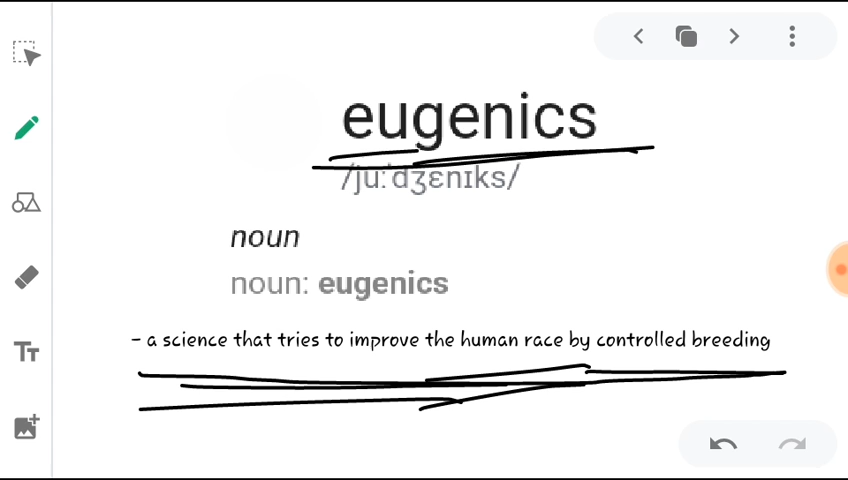 eugenics
/juːˈdʒɛnɪks/
noun
noun: eugenics
- a science that tries to improve the human race by controlled breeding